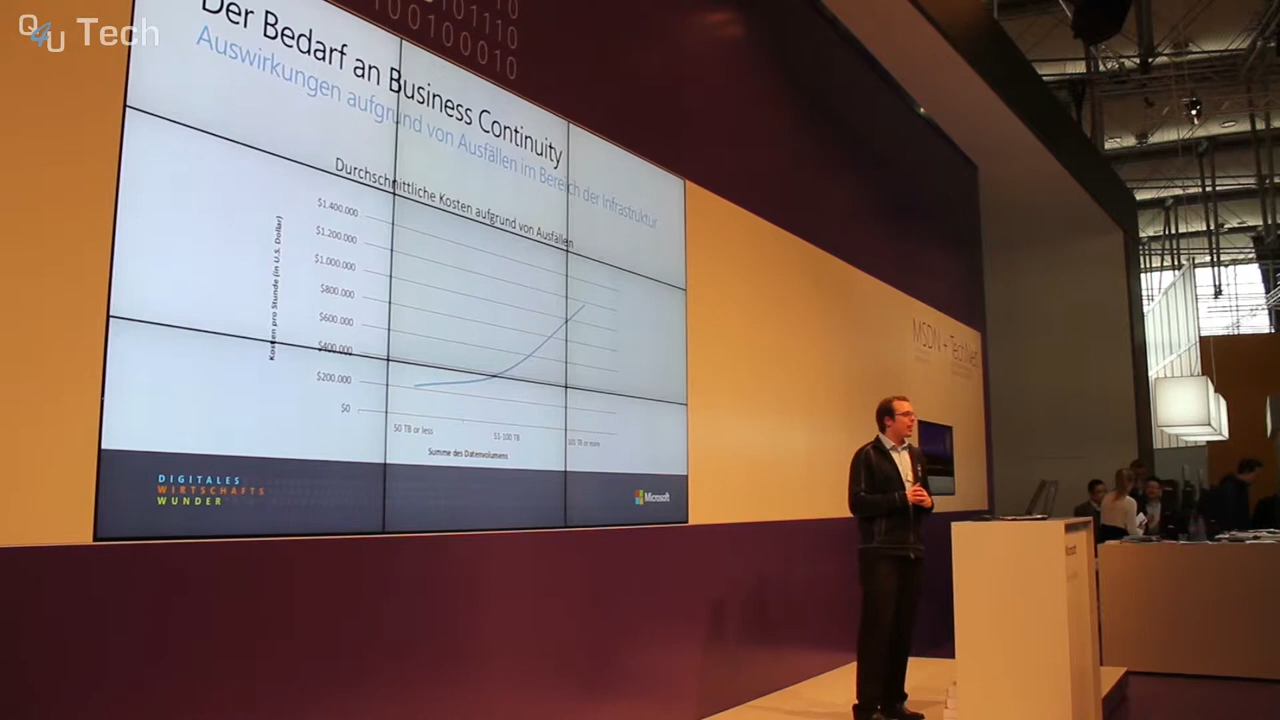 Q4U Tech
10110
0100010
Der Bedarf an Business Continuity
Auswirkungen aufgrund von Ausfällen im Bereich der Infrastruktur
Durchschnittliche Kosten aufgrund von Ausfällen
Kosten pro Stunde (in U.S. Dollar)
$1.400.000
$1.200.000
$1.000.000
$800.000
$600.000
$400.000
$200.000
$0
50 TB or less
51-100 TB
101 TB or more
Summe des Datenvolumens
DIGITALES
WIRTSCHAFTS
WUNDER
Microsoft
MSDN + TechNet
Microsoft